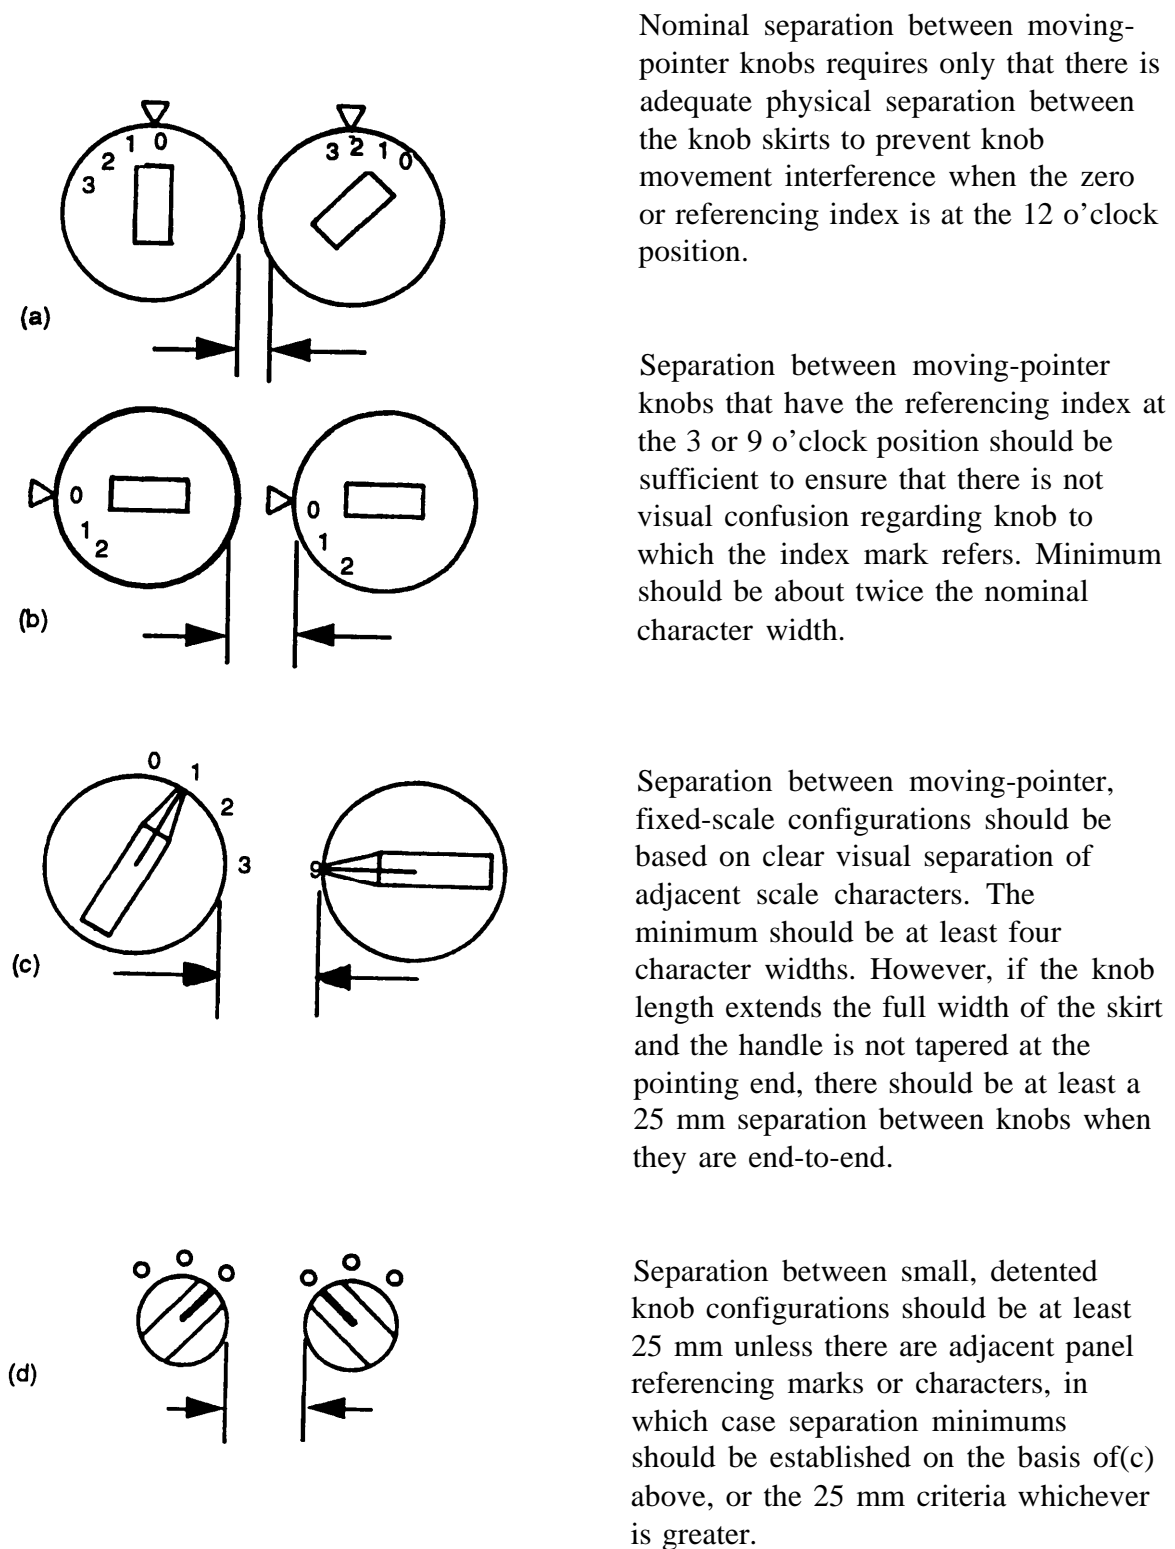 Nominal separation between moving-
pointer knobs requires only that there is
adequate physical separation between
the knob skirts to prevent knob
movement interference when the zero
or referencing index is at the 12 o'clock
position.
3 2 1 0
3 2 1 0
(a)
Separation between moving-pointer
knobs that have the referencing index at
the 3 or 9 o'clock position should be
sufficient to ensure that there is not
visual confusion regarding knob to
which the index mark refers. Minimum
should be about twice the nominal
character width.
0
1
2
0
1
2
(b)
Separation between moving-pointer,
fixed-scale configurations should be
based on clear visual separation of
adjacent scale characters. The
minimum should be at least four
character widths. However, if the knob
length extends the full width of the skirt
and the handle is not tapered at the
pointing end, there should be at least a
25 mm separation between knobs when
they are end-to-end.
0
1
2
3
9
(c)
Separation between small, detented
knob configurations should be at least
25 mm unless there are adjacent panel
referencing marks or characters, in
which case separation minimums
should be established on the basis of(c)
above, or the 25 mm criteria whichever
is greater.
(d)